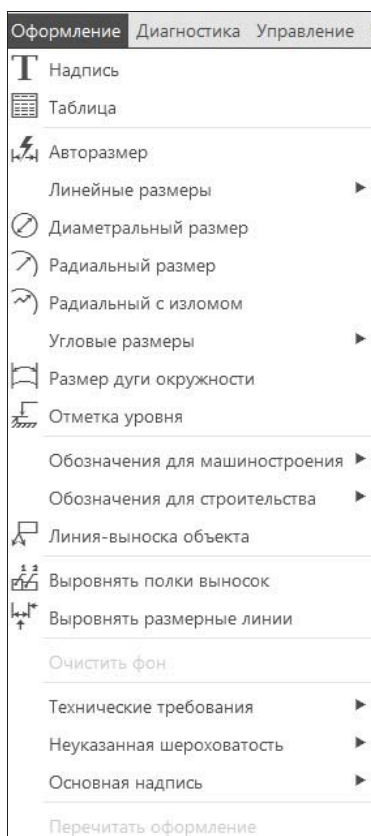 Оформление Диагностика Управление
Надпись
Таблица
Авторазмер
Линейные размеры
Диаметральный размер
Радиальный размер
Радиальный с изломом
Угловые размеры
Размер дуги окружности
Отметка уровня
Обозначения для машиностроения
Обозначения для строительства
Линия-выноска объекта
Выровнять полки выносок
Выровнять размерные линии
Очистить фон
Технические требования
Неуказанная шероховатость
Основная надпись
Перечитать оформление